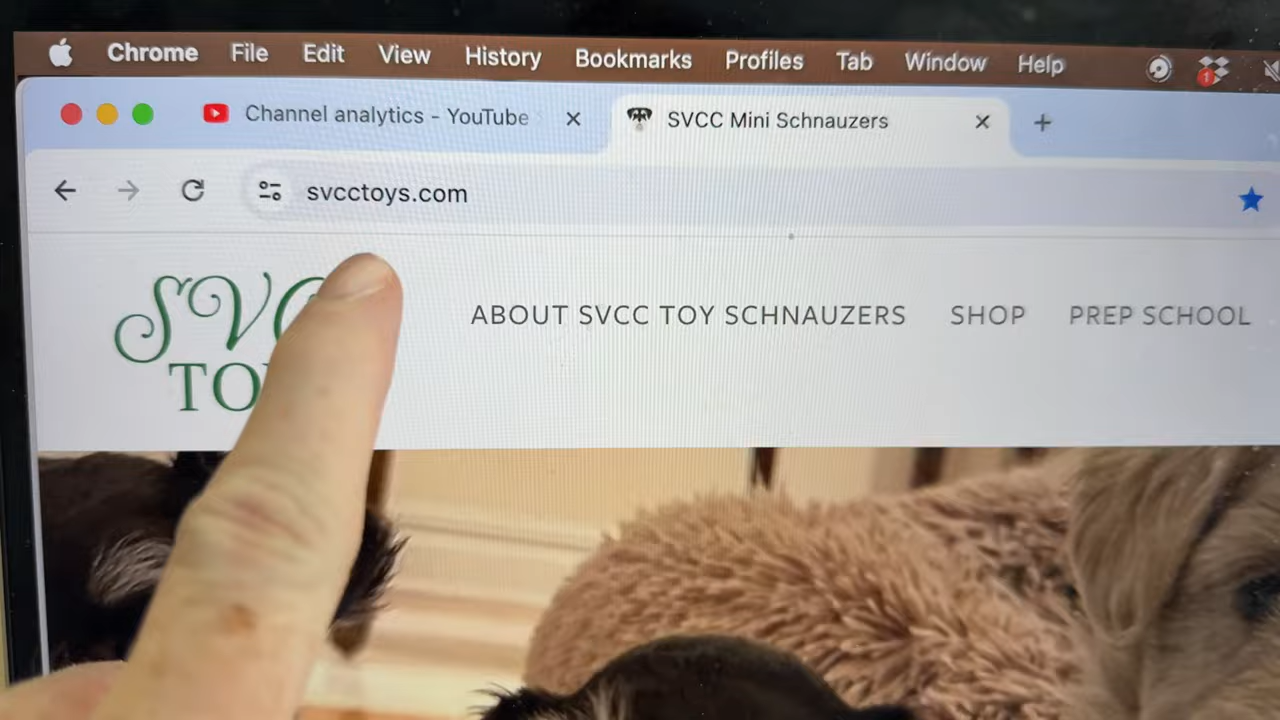 Chrome File Edit View History Bookmarks Profiles Tab Window Help
1
Channel analytics - YouTube
SVCC Mini Schnauzers
svcctoys.com
ABOUT SVCC TOY SCHNAUZERS SHOP PREP SCHOOL